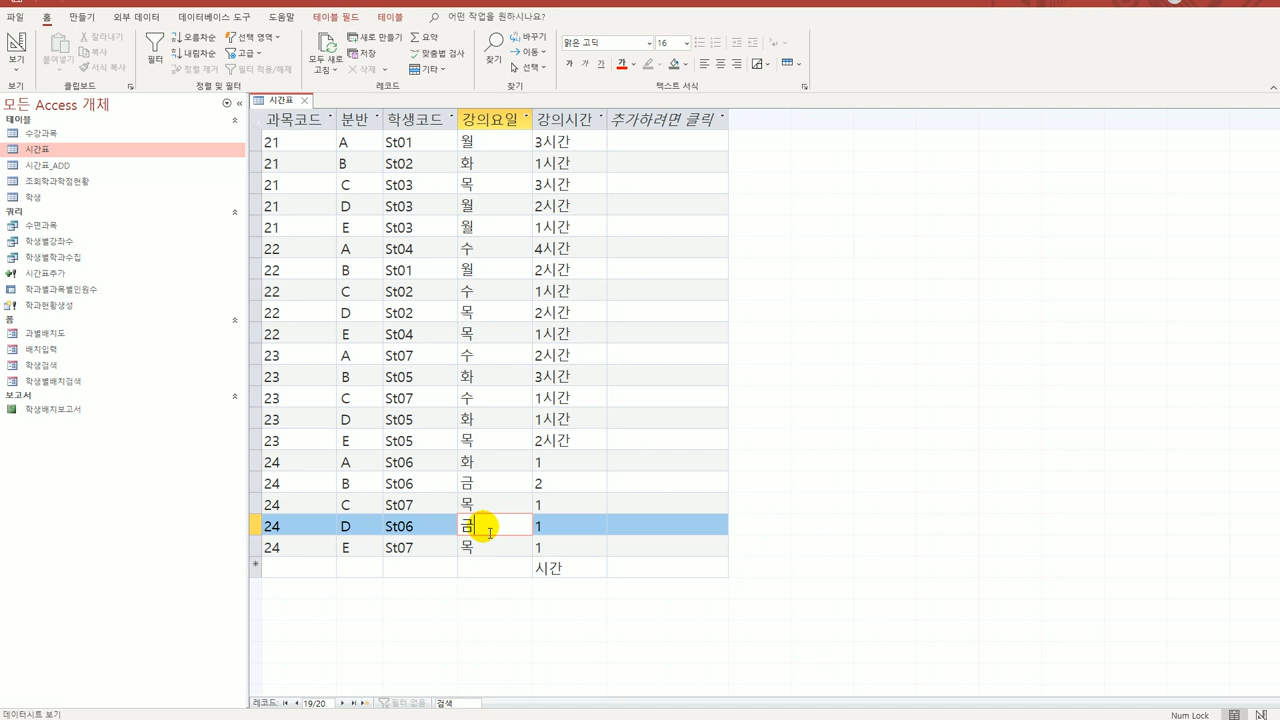 파일 홈 만들기 외부 데이터 데이터베이스 도구 도움말 테이블 필드 테이블 어떤 작업을 원하시나요?
보기 붙여넣기 잘라내기 복사 서식 복사 필터 오름차순 내림차순 정렬 제거 선택 영역 고급 필터 적용/해제 모두 새로 고침 새로 만들기 저장 삭제 요약 맞춤법 검사 기타 찾기 바꾸기 이동 선택 맑은 고딕 16 가 가 가 가
보기 클립보드 정렬 및 필터 레코드 찾기 텍스트 서식
모든 Access 개체
테이블
수강과목
시간표
시간표_ADD
조회학과학점현황
학생
쿼리
수면과목
학생별강좌수
학생별학과수집
시간표추가
학과별과목별인원수
학과현황생성
폼
과별배치도
배치입력
학생검색
학생별배치검색
보고서
학생배치보고서
시간표
과목코드 분반 학생코드 강의요일 강의시간 추가하려면 클릭
21 A St01 월 3시간
21 B St02 화 1시간
21 C St03 목 3시간
21 D St03 월 2시간
21 E St03 월 1시간
22 A St04 수 4시간
22 B St01 월 2시간
22 C St02 수 1시간
22 D St02 목 2시간
22 E St04 목 1시간
23 A St07 수 2시간
23 B St05 화 3시간
23 C St07 수 1시간
23 D St05 화 1시간
23 E St05 목 2시간
24 A St06 화 1
24 B St06 금 2
24 C St07 목 1
24 D St06 금 1
24 E St07 목 1
* 시간
레코드: 19/20 필터 없음 검색
데이터시트 보기 Num Lock